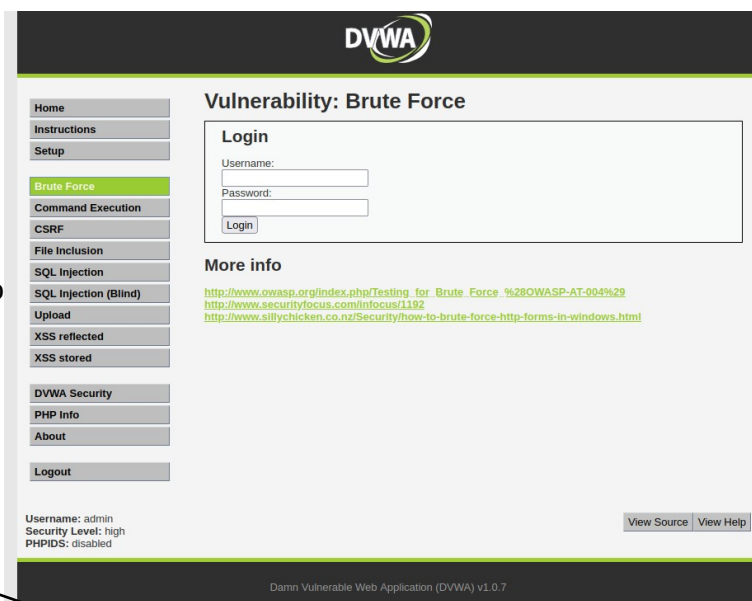 DVWA
Home
Instructions
Setup
Brute Force
Command Execution
CSRF
File Inclusion
SQL Injection
SQL Injection (Blind)
Upload
XSS reflected
XSS stored
DVWA Security
PHP Info
About
Logout
Vulnerability: Brute Force
Login
Username:
Password:
Login
More info
http://www.owasp.org/index.php/Testing_for_Brute_Force_%28OWASP-AT-004%29
http://www.securityfocus.com/infocus/1192
http://www.sillychicken.co.nz/Security/how-to-brute-force-http-forms-in-windows.html
Username: admin
Security Level: high
PHPIDS: disabled
View Source View Help
Damn Vulnerable Web Application (DVWA) v1.0.7